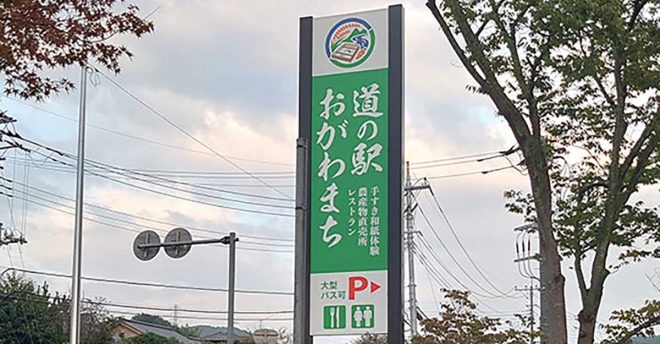 道の駅
おがわまち
手すき和紙体験
農産物直売所
レストラン
大型
バス可
P